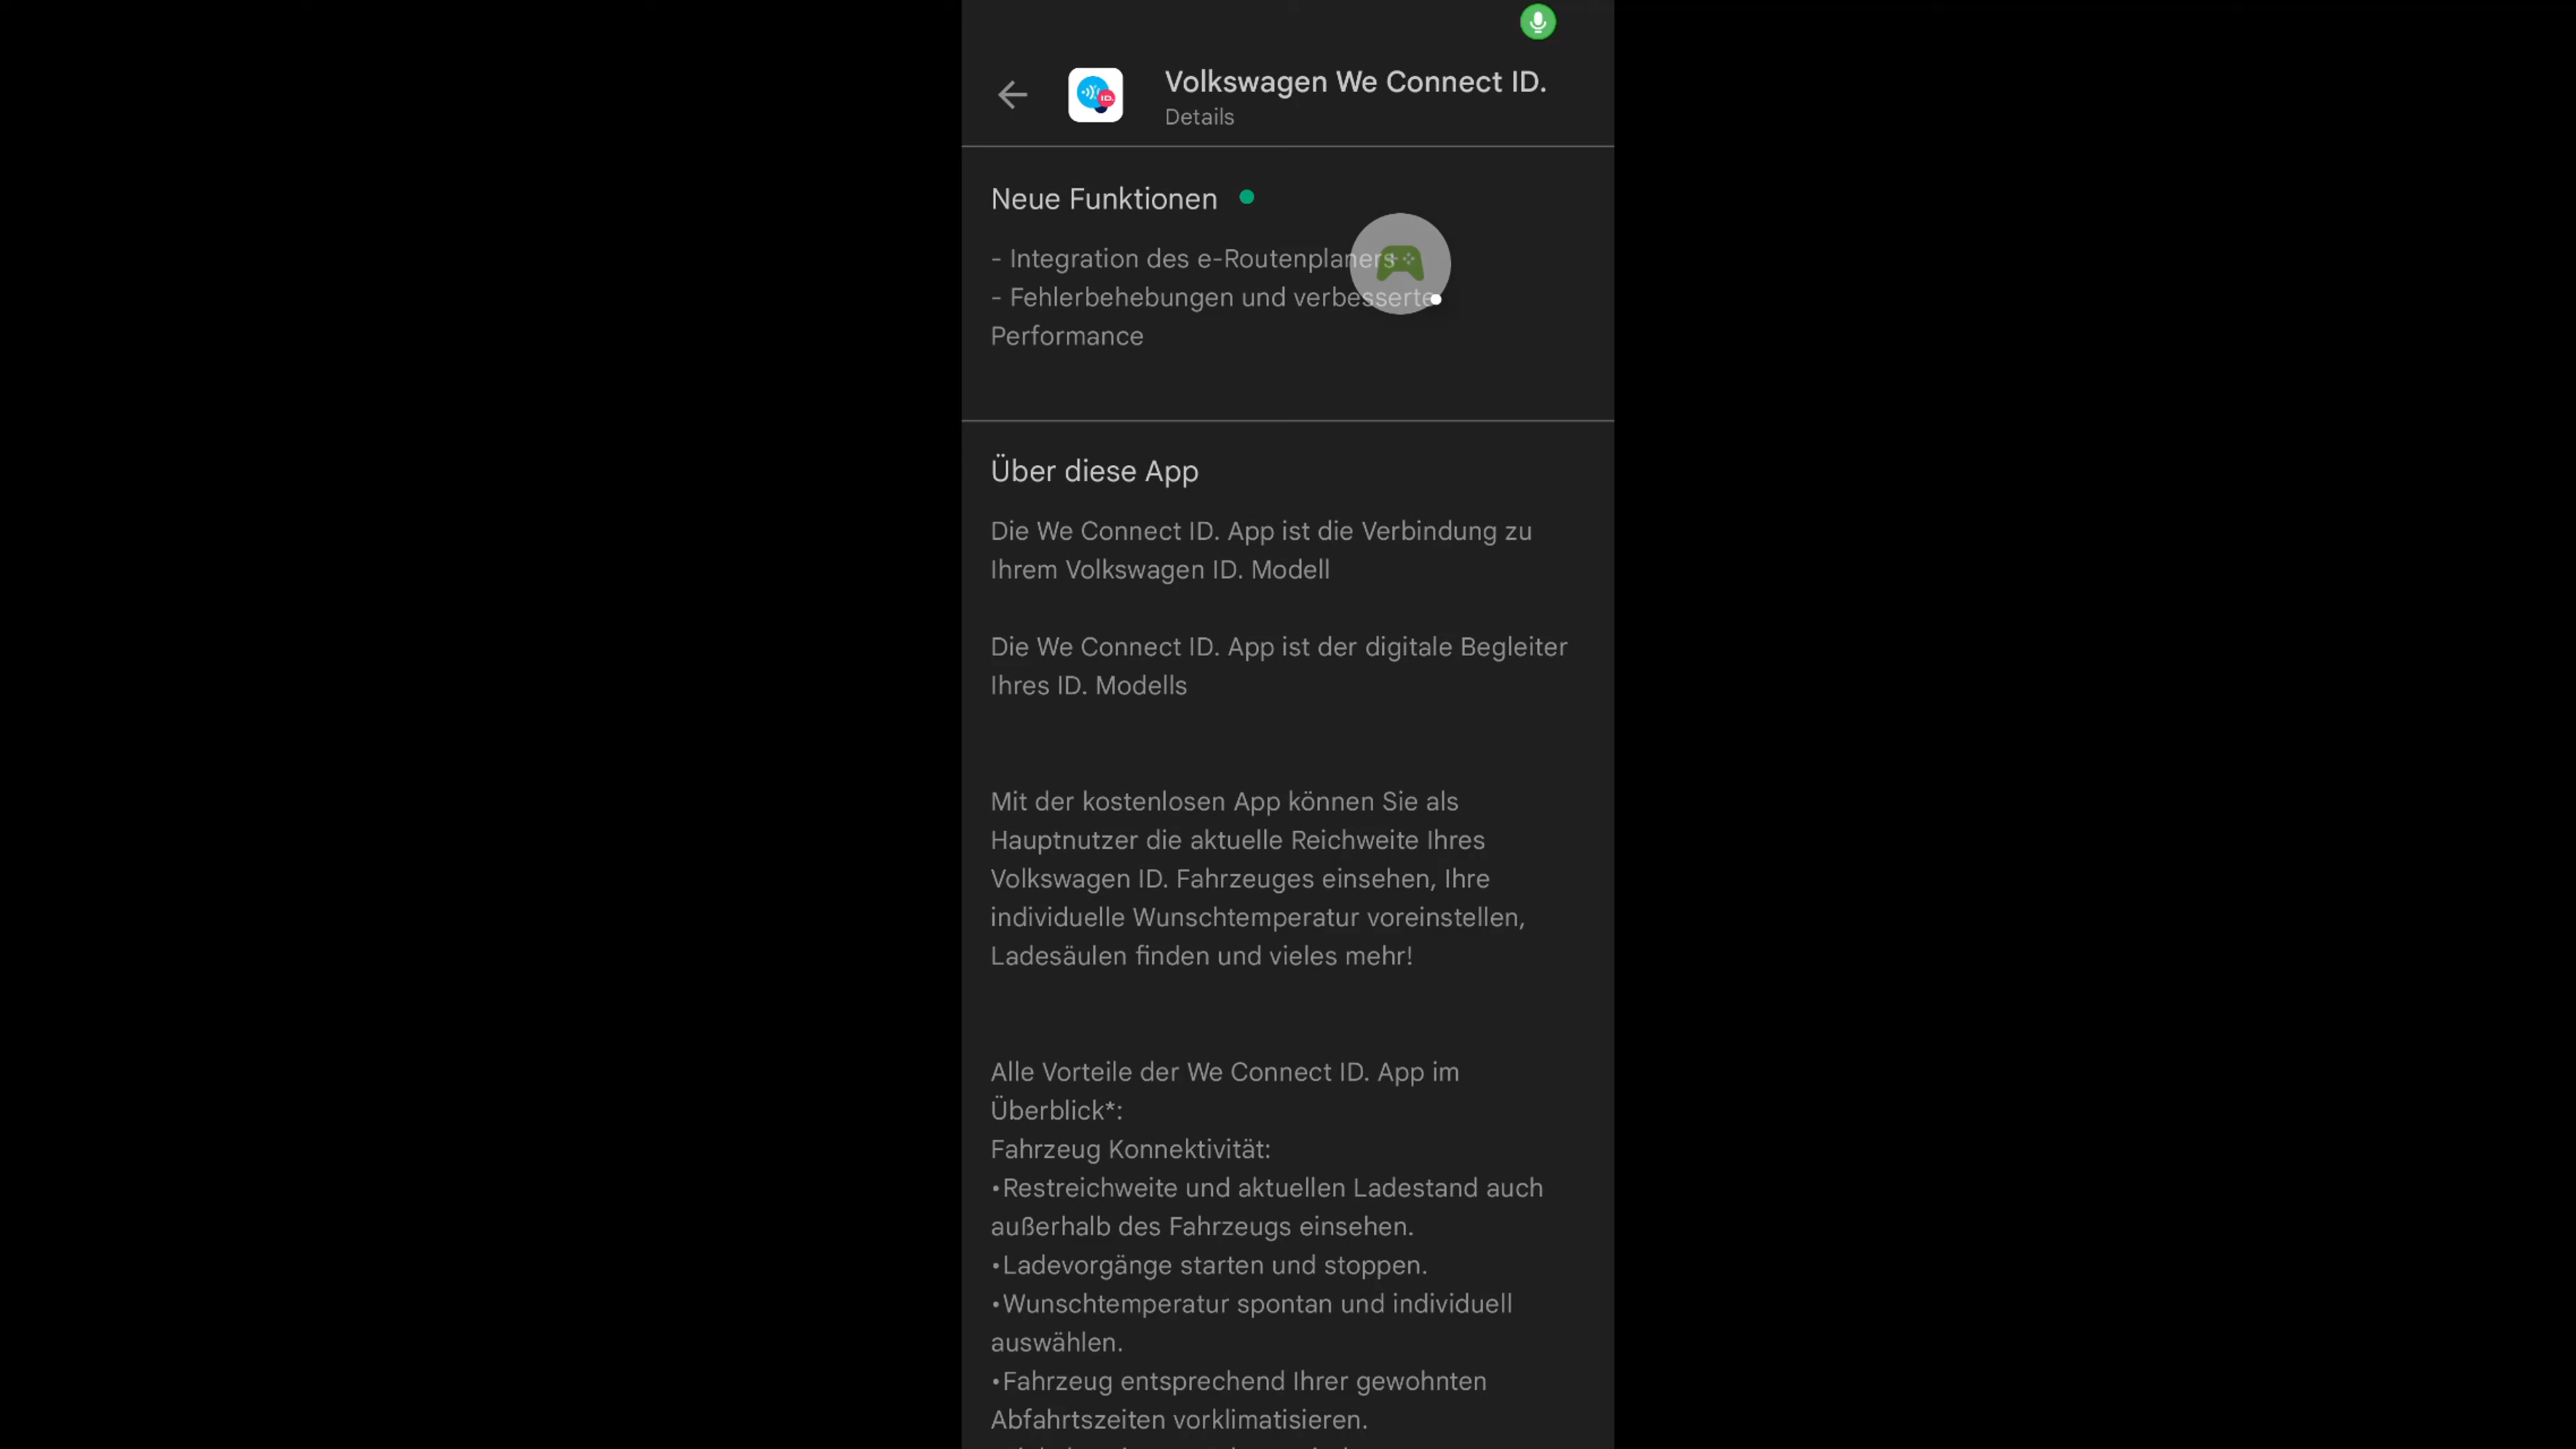 Volkswagen We Connect ID.
Details
Neue Funktionen
- Integration des e-Routenplaners
- Fehlerbehebungen und verbesserte
Performance
Über diese App
Die We Connect ID. App ist die Verbindung zu
Ihrem Volkswagen ID. Modell
Die We Connect ID. App ist der digitale Begleiter
Ihres ID. Modells
Mit der kostenlosen App können Sie als
Hauptnutzer die aktuelle Reichweite Ihres
Volkswagen ID. Fahrzeuges einsehen, Ihre
individuelle Wunschtemperatur voreinstellen,
Ladesäulen finden und vieles mehr!
Alle Vorteile der We Connect ID. App im
Überblick*:
Fahrzeug Konnektivität:
•Restreichweite und aktuellen Ladestand auch
außerhalb des Fahrzeugs einsehen.
•Ladevorgänge starten und stoppen.
•Wunschtemperatur spontan und individuell
auswählen.
•Fahrzeug entsprechend Ihrer gewohnten
Abfahrtszeiten vorklimatisieren.